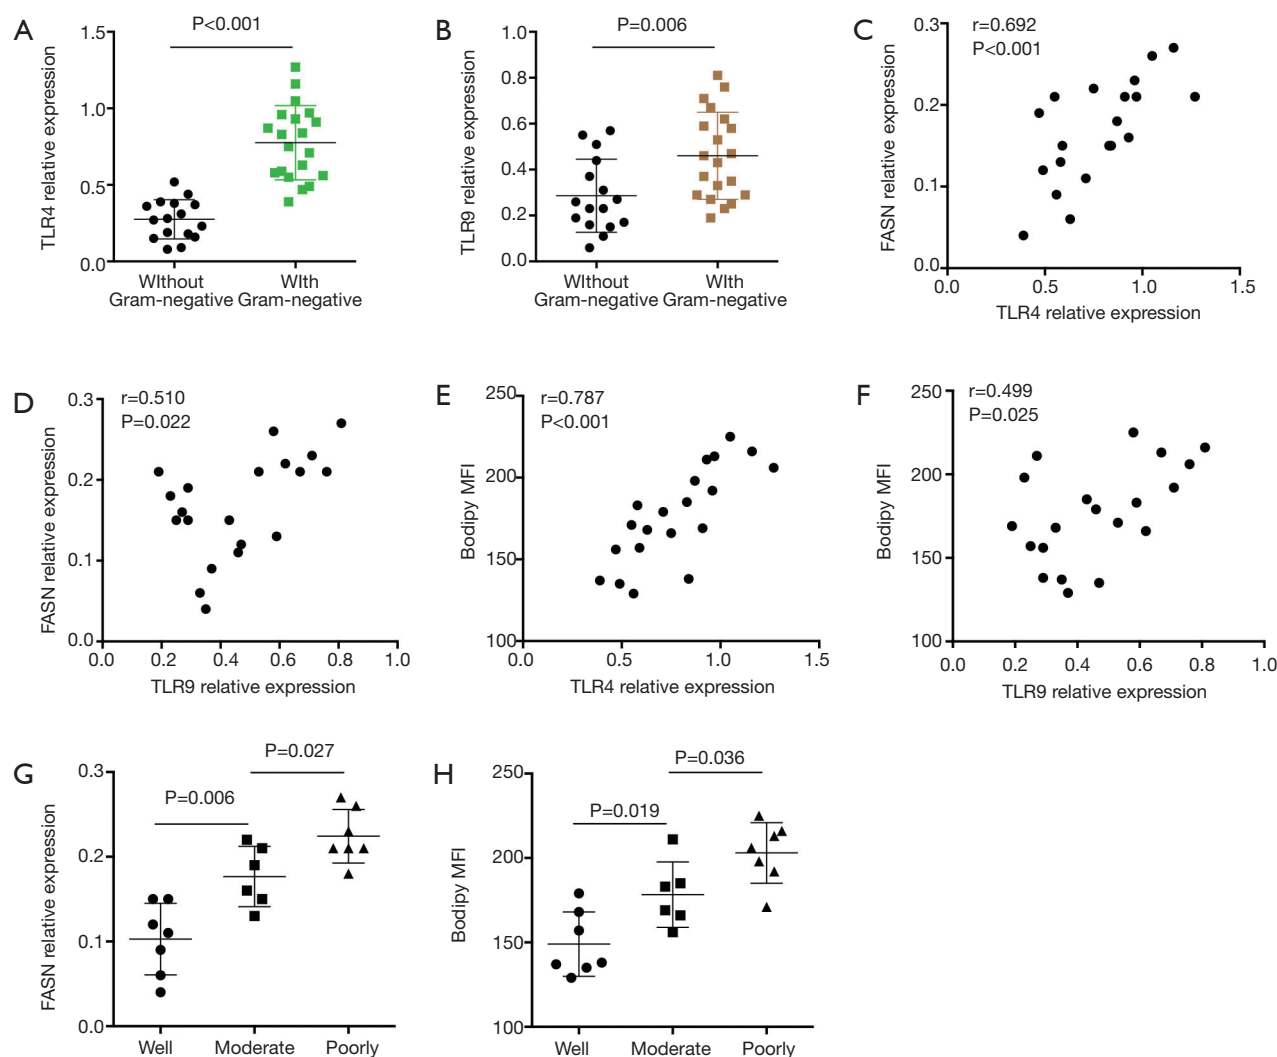 A
P<0.001
TLR4 relative expression
1.5
1.0
0.5
0.0
WIthout
Gram-negative
WIth
Gram-negative
B
P=0.006
TLR9 relative expression
1.0
0.8
0.6
0.4
0.2
0.0
WIthout
Gram-negative
WIth
Gram-negative
C
r=0.692
P<0.001
FASN relative expression
0.3
0.2
0.1
0.0
0.0 0.5 1.0 1.5
TLR4 relative expression
D
r=0.510
P=0.022
FASN relative expression
0.3
0.2
0.1
0.0
0.0 0.2 0.4 0.6 0.8 1.0
TLR9 relative expression
E
r=0.787
P<0.001
Bodipy MFI
250
200
150
100
0.0 0.5 1.0 1.5
TLR4 relative expression
F
r=0.499
P=0.025
Bodipy MFI
250
200
150
100
0.0 0.2 0.4 0.6 0.8 1.0
TLR9 relative expression
G
P=0.027
P=0.006
FASN relative expression
0.3
0.2
0.1
0.0
Well Moderate Poorly
H
P=0.036
P=0.019
Bodipy MFI
250
200
150
100
Well Moderate Poorly